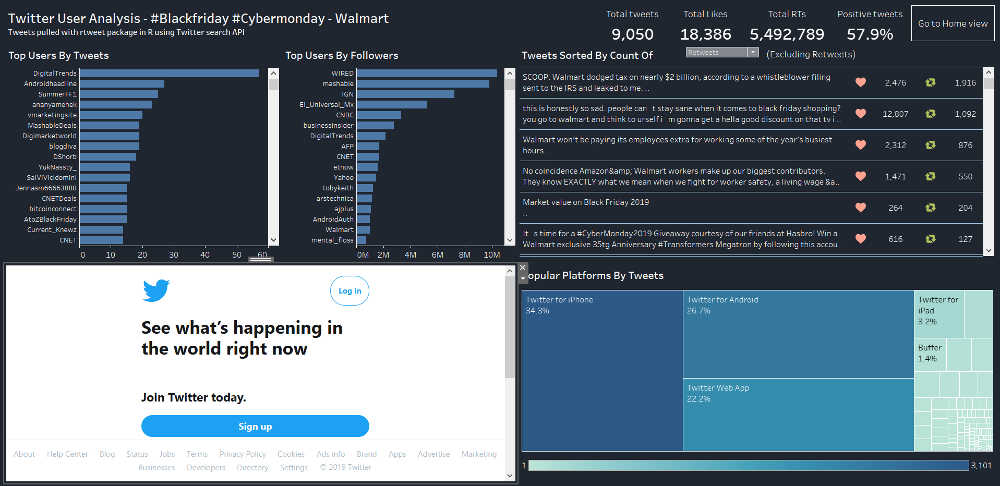 Twitter User Analysis - #Blackfriday #Cybermonday - Walmart
Tweets pulled with rtweet package in R using Twitter search API
Total tweets
9,050
Total Likes
18,386
Total RTs
5,492,789
Positive tweets
57.9%
Go to Home view
Top Users By Tweets
DigitalTrends
Androidheadline
SummerFF1
ananyamehek
vmarketingsite
MashableDeals
Digimarketworld
blogdiva
DShorb
YukNassty_
SalViVicidomini
Jennasm66663888
CNETDeals
bitcoinconnect
AtoZBlackFriday
Current_Knewz
CNET
0 10 20 30 40 50 60
Top Users By Followers
WIRED
mashable
IGN
El_Universal_Mx
CNBC
businessinsider
DigitalTrends
AFP
CNET
etnow
Yahoo
tobykeith
arstechnica
ajplus
AndroidAuth
Walmart
mental_floss
0M 2M 4M 6M 8M 10M
Tweets Sorted By Count Of
Retweets
(Excluding Retweets)
SCOOP: Walmart dodged tax on nearly $2 billion, according to a whistleblower filing
sent to the IRS and leaked to me. ..
2,476 1,916
this is honestly so sad. people can t stay sane when it comes to black friday shopping?
you go to walmart and think to urself i m gonna get a hella good discount on that tv i ..
12,807 1,092
Walmart won’t be paying its employees extra for working some of the year’s busiest
hours...
2,312 876
No coincidence Amazon&amp; Walmart workers make up our biggest contributors.
They know EXACTLY what we mean when we fight for worker safety, a living wage &a..
1,471 550
Market value on Black Friday 2019
..
264 204
It s time for a #CyberMonday2019 Giveaway courtesy of our friends at Hasbro! Win a
Walmart exclusive 35tg Anniversary #Transformers Megatron by following this accou..
616 127
Log in
See what’s happening in
the world right now
Join Twitter today.
Sign up
About Help Center Blog Status Jobs Terms Privacy Policy Cookies Ads info Brand Apps Advertise Marketing
Businesses Developers Directory Settings © 2019 Twitter
opular Platforms By Tweets
Twitter for iPhone
34.3%
Twitter for Android
26.7%
Twitter Web App
22.2%
Twitter for
iPad
3.2%
Buffer
1.4%
1 3,101